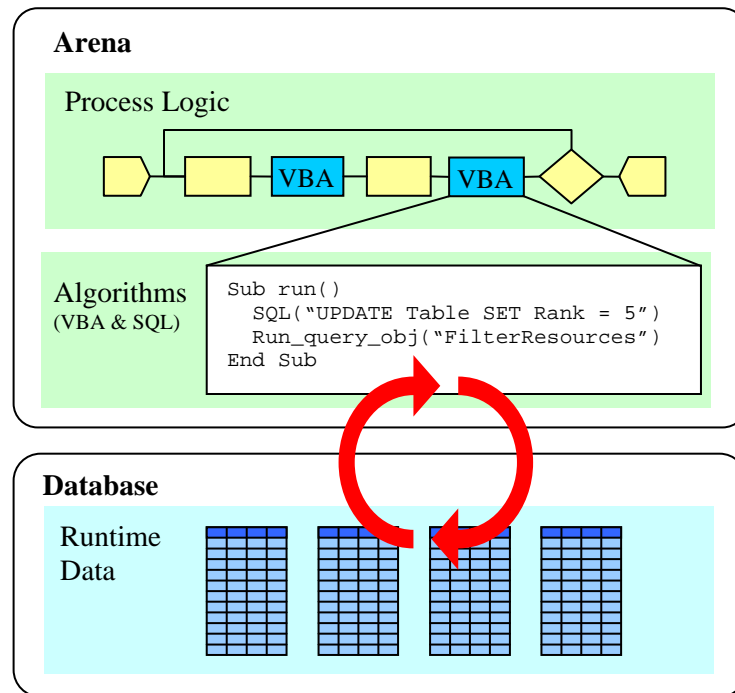 Arena
Process Logic
VBA
VBA
Algorithms
(VBA & SQL)
Sub run()
SQL(“UPDATE Table SET Rank = 5”)
Run_query_obj(“FilterResources”)
End Sub
Database
Runtime
Data